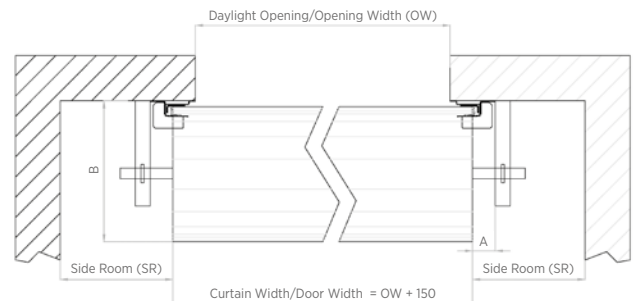 Daylight Opening/Opening Width (OW)
B
A
Side Room (SR)
Side Room (SR)
Curtain Width/Door Width = OW + 150